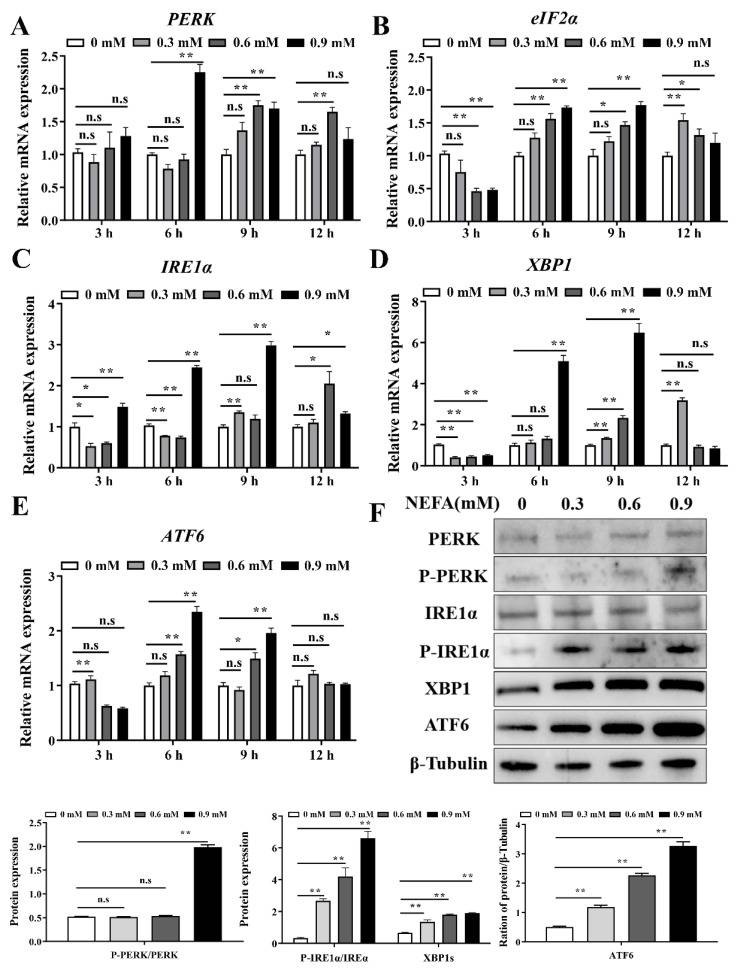 A
PERK
0 mM 0.3 mM 0.6 mM 0.9 mM
Relative mRNA expression
2.5
2.0
1.5
1.0
0.5
0.0
n.s
n.s
n.s
**
n.s
n.s
**
**
n.s
n.s
**
n.s
3 h 6 h 9 h 12 h
B
eIF2α
0 mM 0.3 mM 0.6 mM 0.9 mM
Relative mRNA expression
2.5
2.0
1.5
1.0
0.5
0.0
**
**
n.s
**
**
n.s
**
*
n.s
n.s
*
**
3 h 6 h 9 h 12 h
C
IRE1α
0 mM 0.3 mM 0.6 mM 0.9 mM
Relative mRNA expression
4
3
2
1
0
**
*
*
**
**
**
**
n.s
**
*
*
n.s
3 h 6 h 9 h 12 h
D
XBP1
0 mM 0.3 mM 0.6 mM 0.9 mM
Relative mRNA expression
8
6
4
2
0
**
**
**
**
n.s
n.s
**
**
**
n.s
n.s
**
3 h 6 h 9 h 12 h
E
ATF6
0 mM 0.3 mM 0.6 mM 0.9 mM
Relative mRNA expression
3
2
1
0
n.s
n.s
**
**
**
n.s
**
*
n.s
n.s
n.s
n.s
3 h 6 h 9 h 12 h
F
NEFA(mM) 0 0.3 0.6 0.9
PERK
P-PERK
IRE1α
P-IRE1α
XBP1
ATF6
β-Tubulin
0 mM 0.3 mM 0.6 mM 0.9 mM
Protein expression
2.5
2.0
1.5
1.0
0.5
0.0
**
n.s
n.s
P-PERK/PERK
0 mM 0.3 mM 0.6 mM 0.9 mM
Protein expression
8
6
4
2
0
**
**
**
**
**
**
P-IRE1α/IREα XBP1s
0 mM 0.3 mM 0.6 mM 0.9 mM
Ration of protein/β-Tubulin
4
3
2
1
0
**
**
**
ATF6